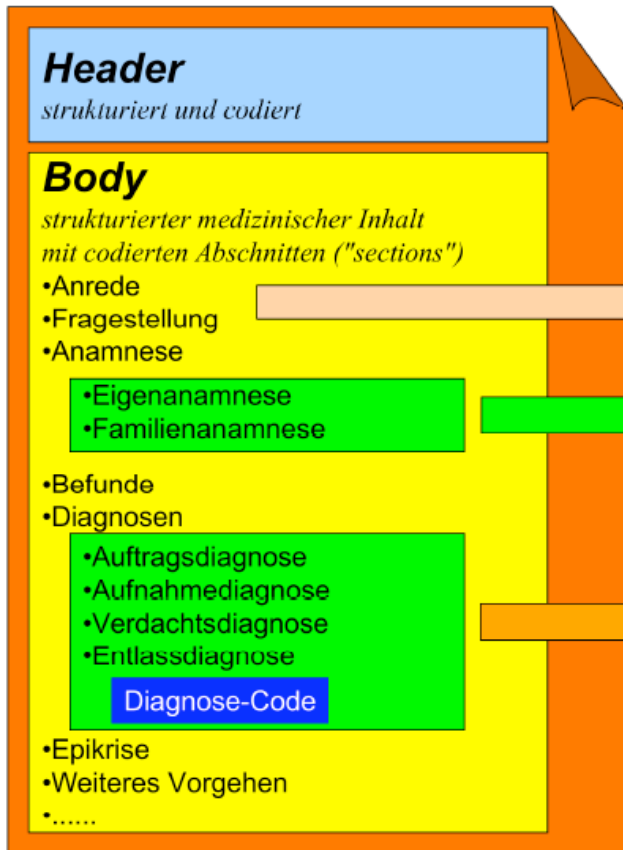 Header
strukturiert und codiert
Body
strukturierter medizinischer Inhalt
mit codierten Abschnitten ("sections")
•Anrede
•Fragestellung
•Anamnese
•Eigenanamnese
•Familienanamnese
•Befunde
•Diagnosen
•Auftragsdiagnose
•Aufnahmediagnose
•Verdachtsdiagnose
•Entlassdiagnose
Diagnose-Code
•Epikrise
•Weiteres Vorgehen
•......